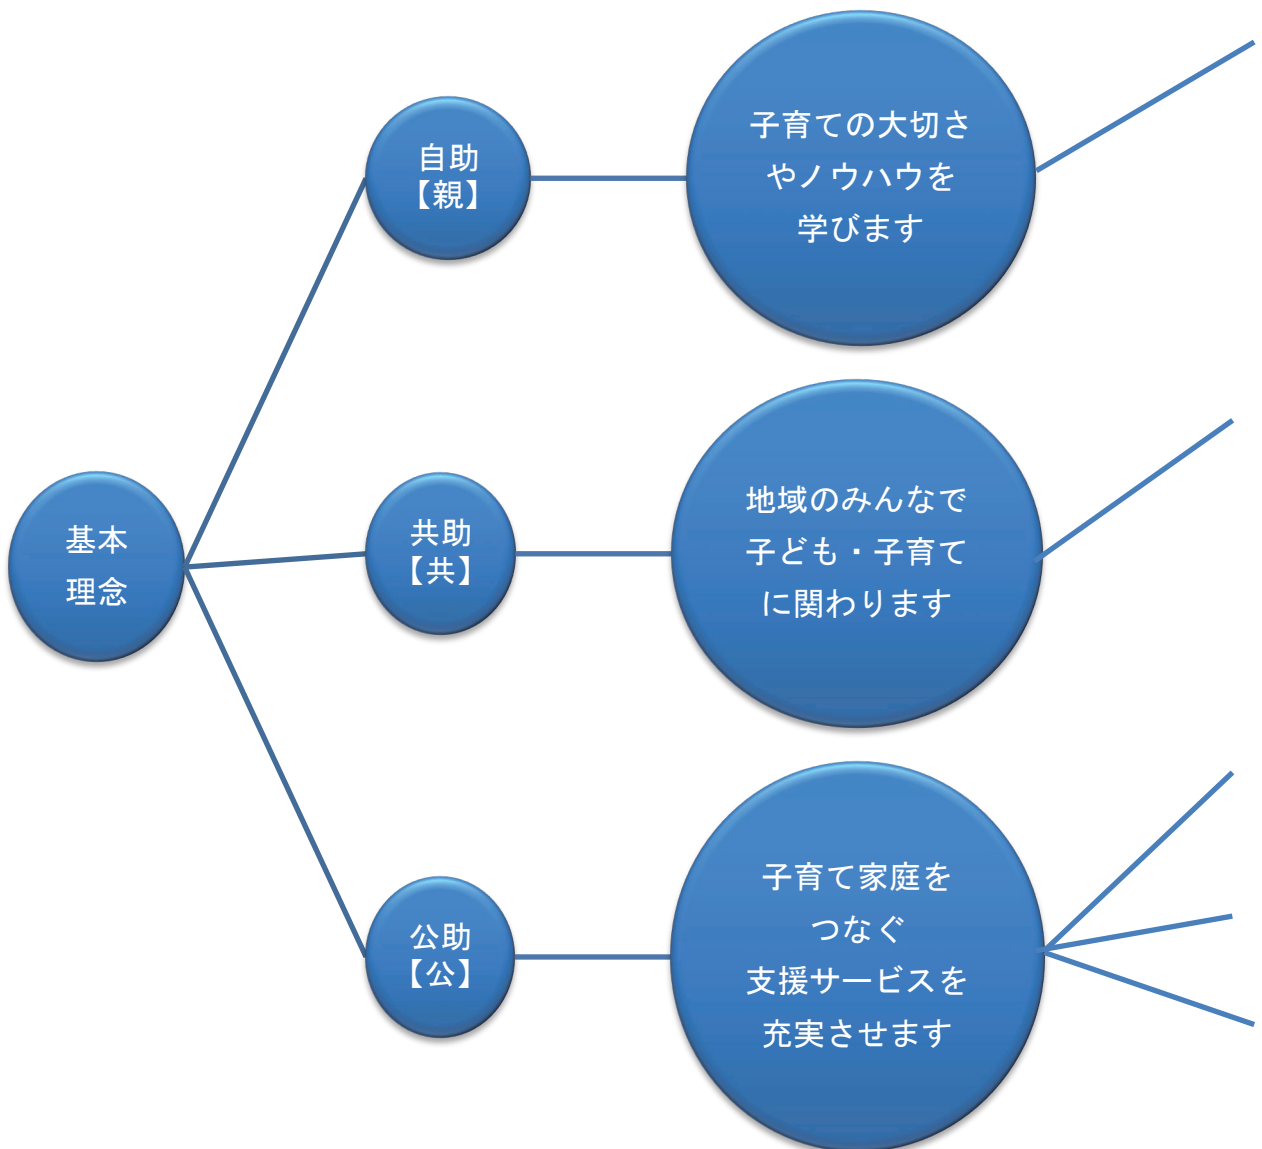 基本
理念
自助
【親】
子育ての大切さ
やノウハウを
学びます
共助
【共】
地域のみんなで
子ども・子育て
に関わります
公助
【公】
子育て家庭を
つなぐ
支援サービスを
充実させます